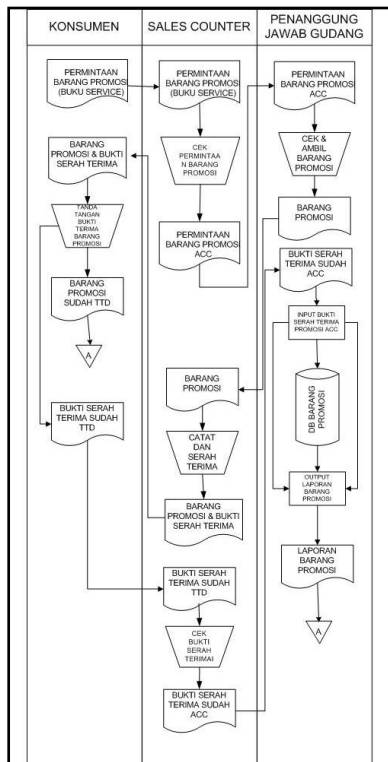 KONSUMEN
SALES COUNTER
PENANGGUNG
JAWAB GUDANG
PERMINTAAN
BARANG PROMOSI
(BUKU SERVICE)
BARANG
PROMOSI & BUKTI
SERAH TERIMA
TANDA
TANGAN
BUKTI
TERIMA
BARANG
PROMOSI
BARANG
PROMOSI
SUDAH TTD
A
BUKTI SERAH
TERIMA SUDAH
TTD
PERMINTAAN
BARANG PROMOSI
(BUKU SERVICE)
CEK
PERMINTAA
N BARANG
PROMOSI
PERMINTAAN
BARANG PROMOSI
ACC
BARANG
PROMOSI
CATAT
DAN
SERAH
TERIMA
BARANG
PROMOSI & BUKTI
SERAH TERIMA
BUKTI SERAH
TERIMA SUDAH
TTD
CEK
BUKTI
SERAH
TERIMAI
BUKTI SERAH
TERIMA SUDAH
ACC
PERMINTAAN
BARANG PROMOSI
ACC
CEK &
AMBIL
BARANG
PROMOSI
BARANG
PROMOSI
BUKTI SERAH
TERIMA SUDAH
ACC
INPUT BUKTI
SERAH TERIMA
PROMOSI ACC
DB BARANG
PROMOSI
OUTPUT
LAPORAN
BARANG
PROMOSI
LAPORAN
BARANG
PROMOSI
A